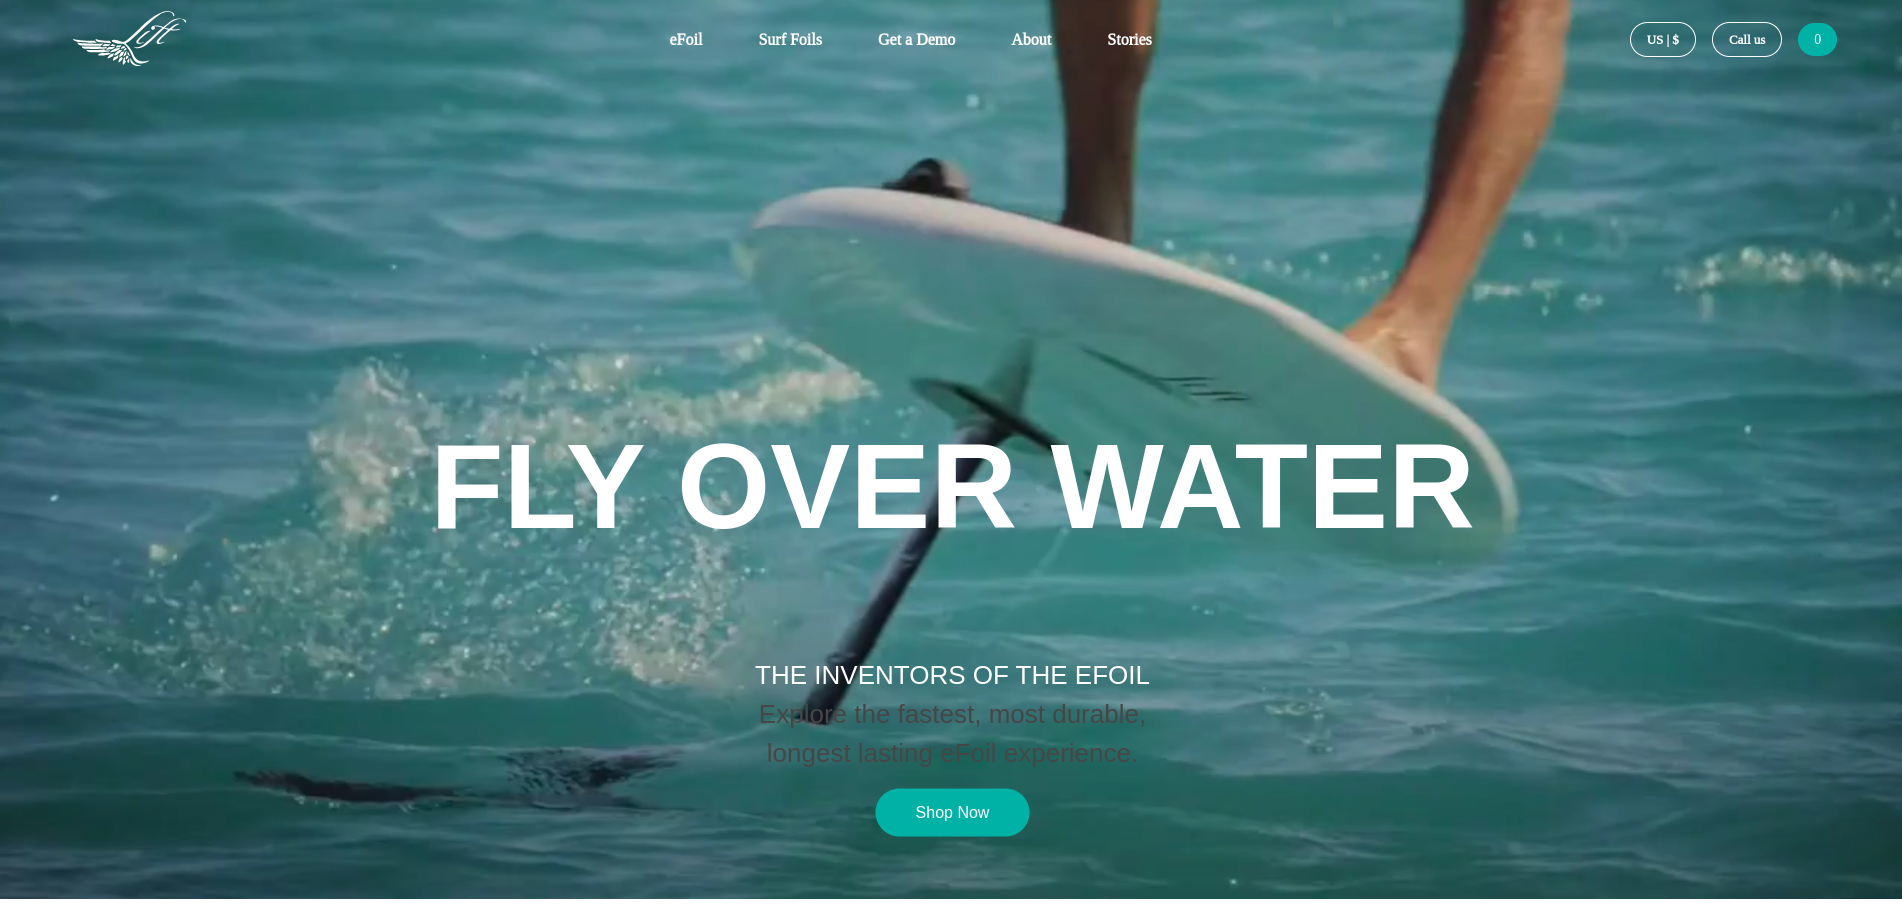 Lift
eFoil
Surf Foils
Get a Demo
About
Stories
US | $
Call us
0
FLY OVER WATER
THE INVENTORS OF THE EFOIL
Explore the fastest, most durable,
longest lasting eFoil experience.
Shop Now